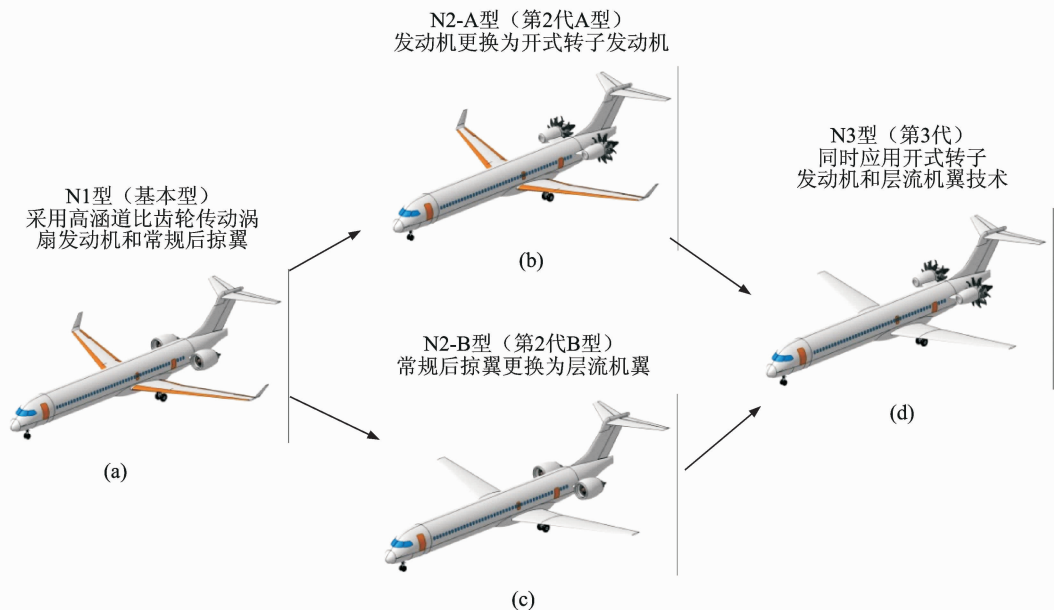 N1型（基本型）
采用高涵道比齿轮传动涡
扇发动机和常规后掠翼
(a)
N2-A型（第2代A型）
发动机更换为开式转子发动机
(b)
N2-B型（第2代B型）
常规后掠翼更换为层流机翼
(c)
N3型（第3代）
同时应用开式转子
发动机和层流机翼技术
(d)